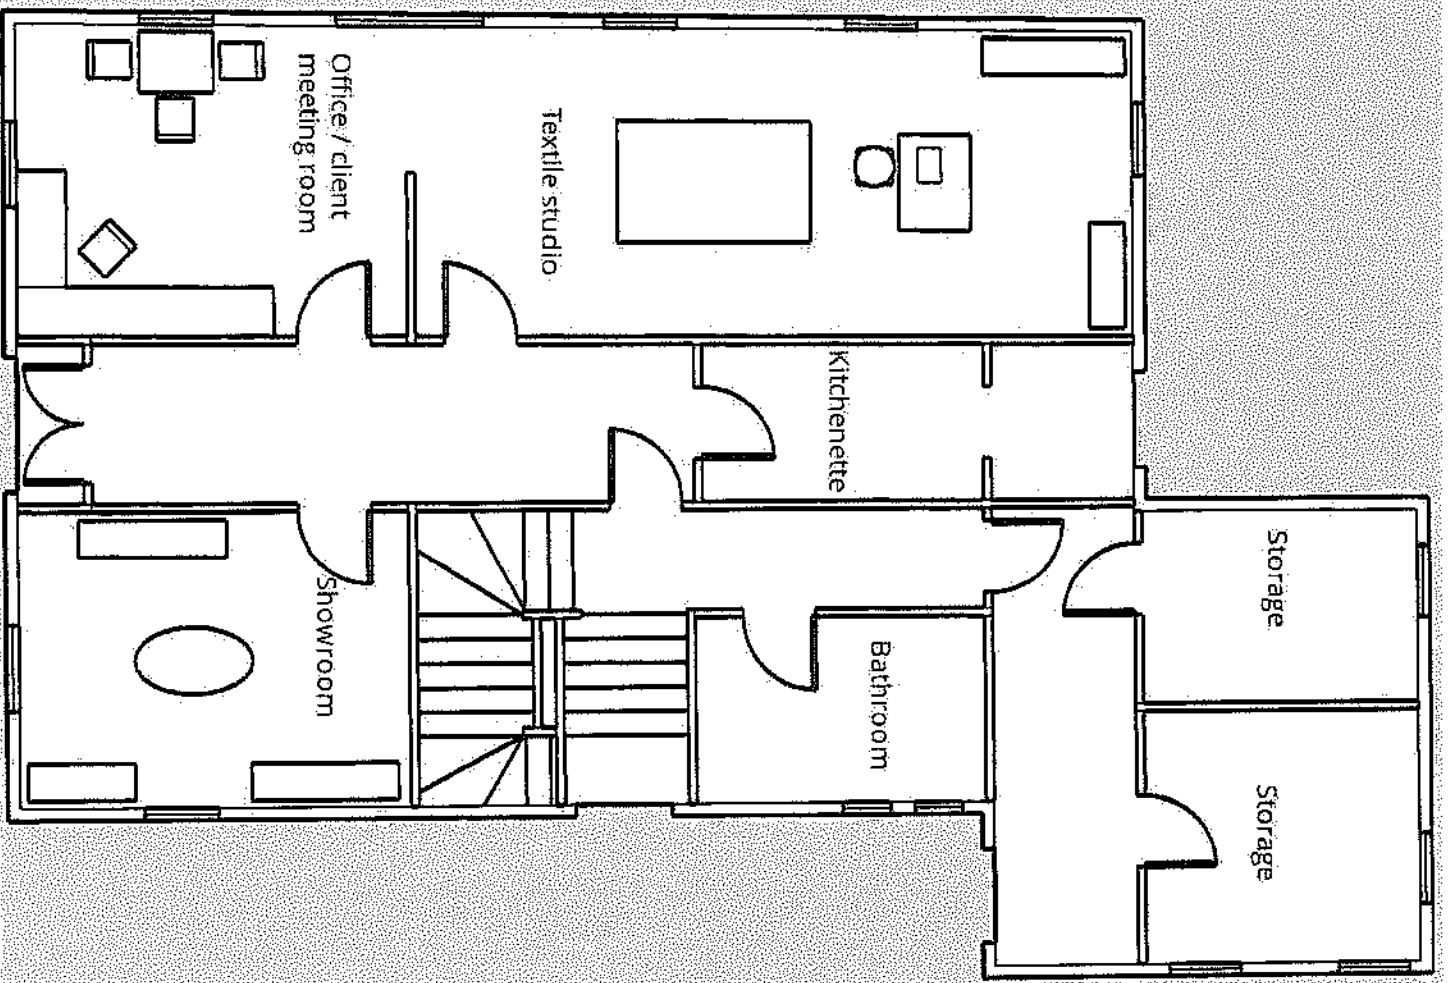 Office / client
meeting room
Textile studio
Kitchenette
Storage
Showroom
Bathroom
Storage